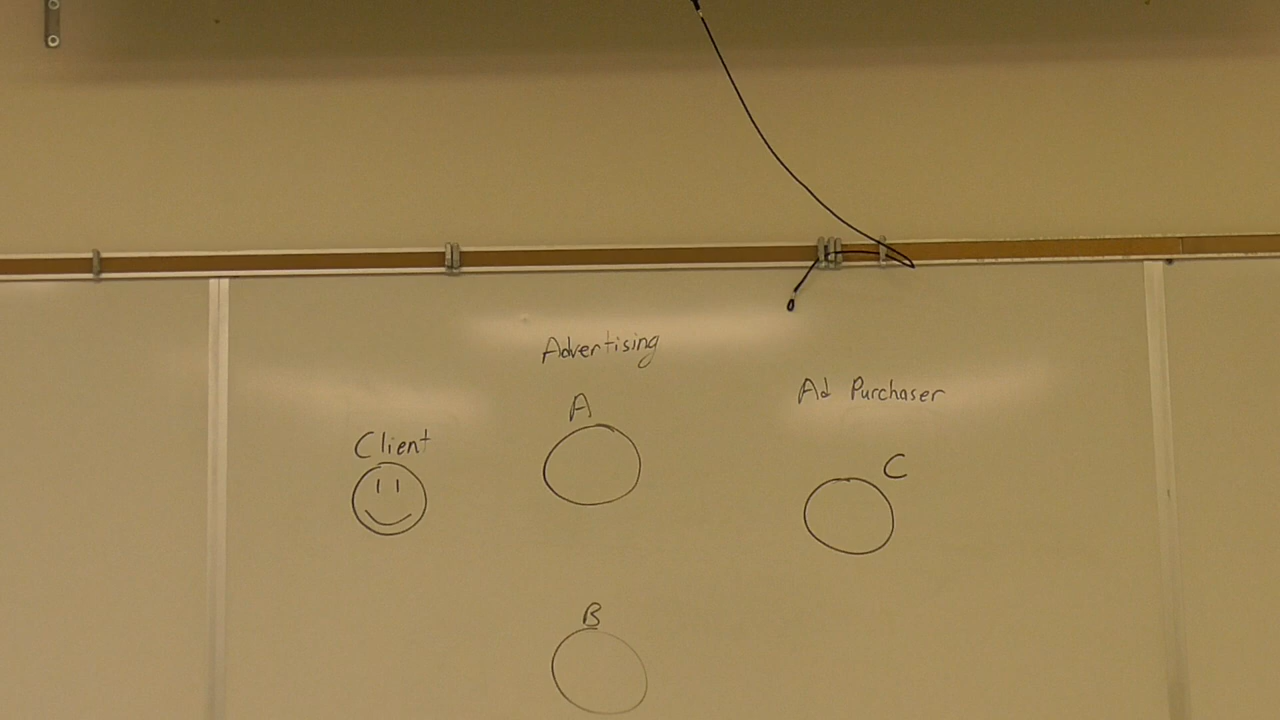 Advertising
Ad Purchaser
A
Client
C
B